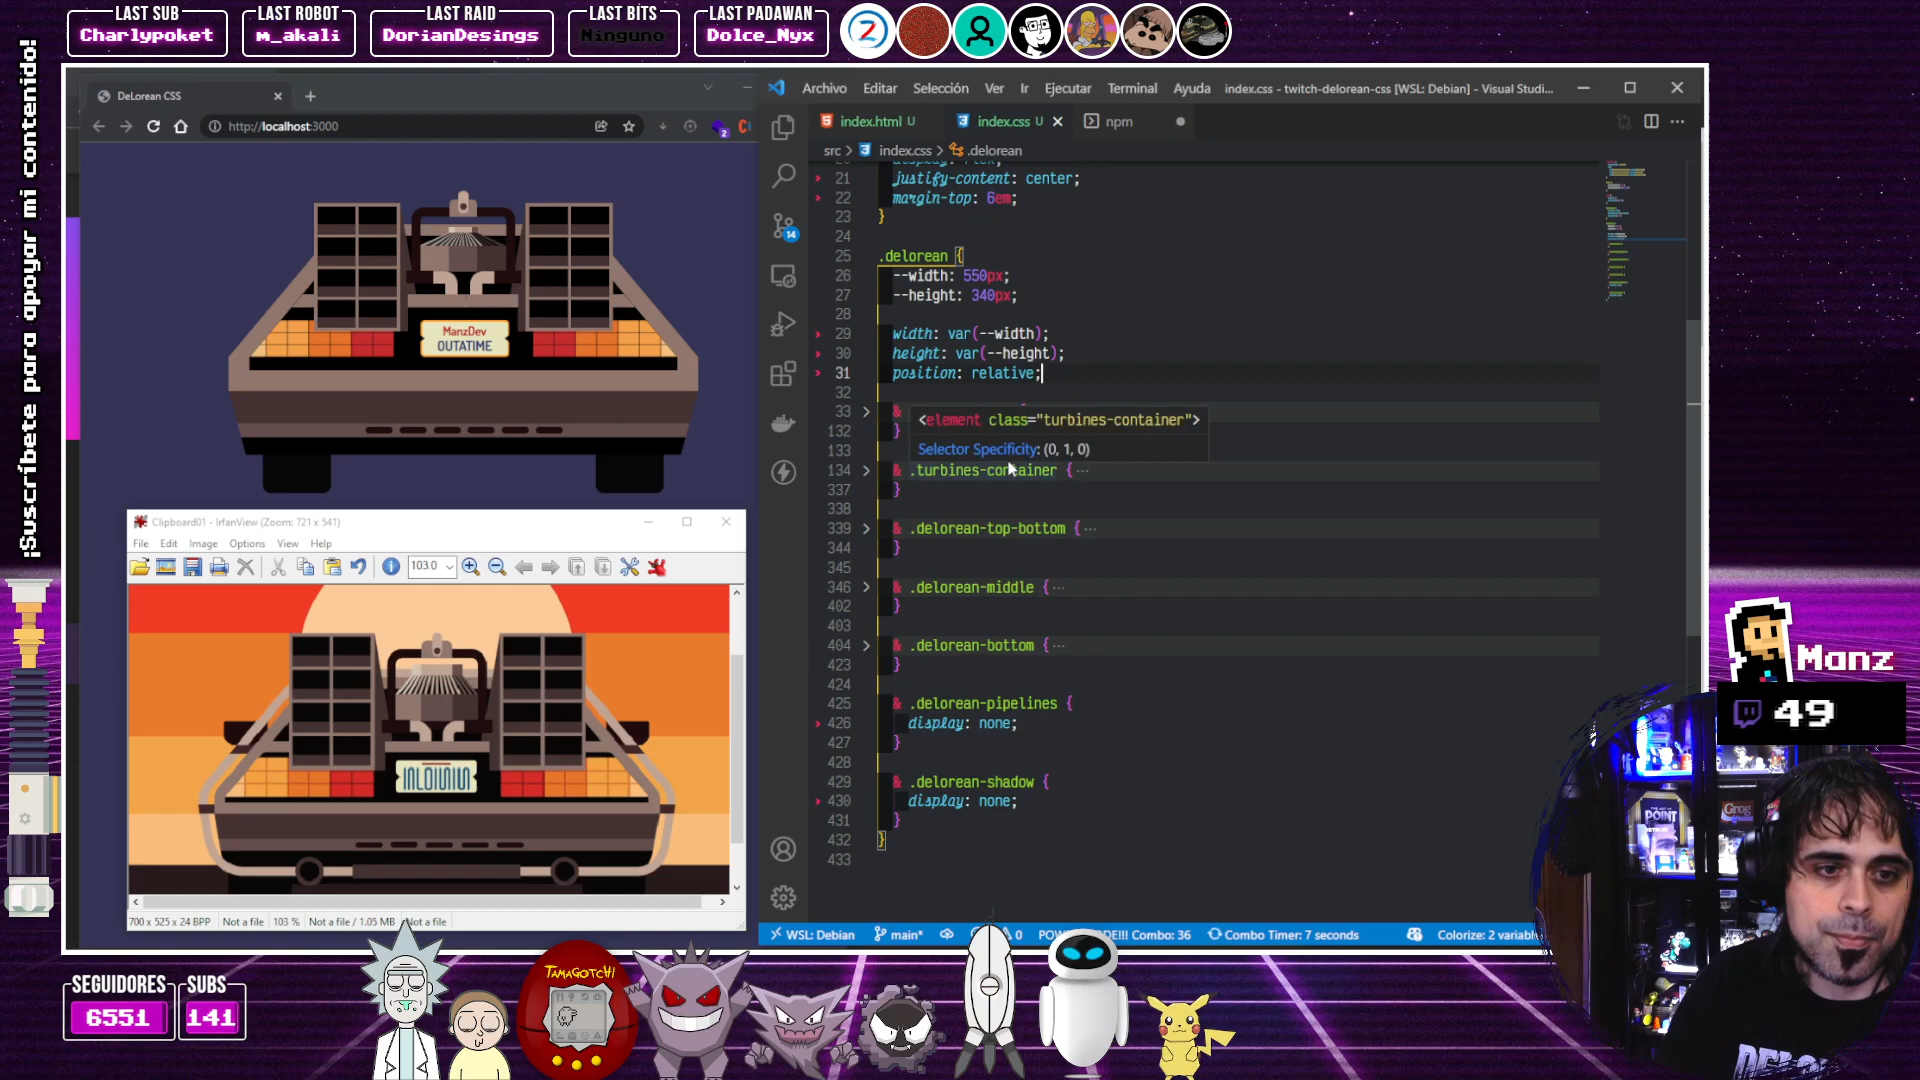 LAST SUB
Charlypoket
LAST ROBOT
m_akali
LAST RAID
DorianDesings
LAST BITS
Ninguno
LAST PADAWAN
Dolce_Nyx
¡Suscríbete para apoyar mi contenido!
DeLorean CSS
http://localhost:3000
ManzDev
OUTATIME
Clipboard01 - IrfanView (Zoom: 721 x 541)
File Edit Image Options View Help
103.0
700 x 525 x 24 BPP Not a file 103 % Not a file / 1.05 MB Not a file
Archivo Editar Selección Ver Ir Ejecutar Terminal Ayuda index.css - twitch-delorean-css [WSL: Debian] - Visual Studi...
index.html U index.css U npm
src > index.css > .delorean
14
21 justify-content: center;
22 margin-top: 6em;
23 }
24
25 .delorean {
26 --width: 550px;
27 --height: 340px;
28
29 width: var(--width);
30 height: var(--height);
31 position: relative;
32
33 &
<element class="turbines-container">
132 }
Selector Specificity: (0, 1, 0)
133
134 & .turbines-container {
337 }
338
339 & .delorean-top-bottom {
344 }
345
346 & .delorean-middle {
402 }
403
404 & .delorean-bottom {
423 }
424
425 & .delorean-pipelines {
426 display: none;
427 }
428
429 & .delorean-shadow {
430 display: none;
431 }
432 }
433
WSL: Debian main* 0 Combo: 36 Combo Timer: 7 seconds Colorize: 2 variabl
Manz
49
SEGUIDORES
6551
SUBS
141
TAMAGOTCHI
POINT
Grog